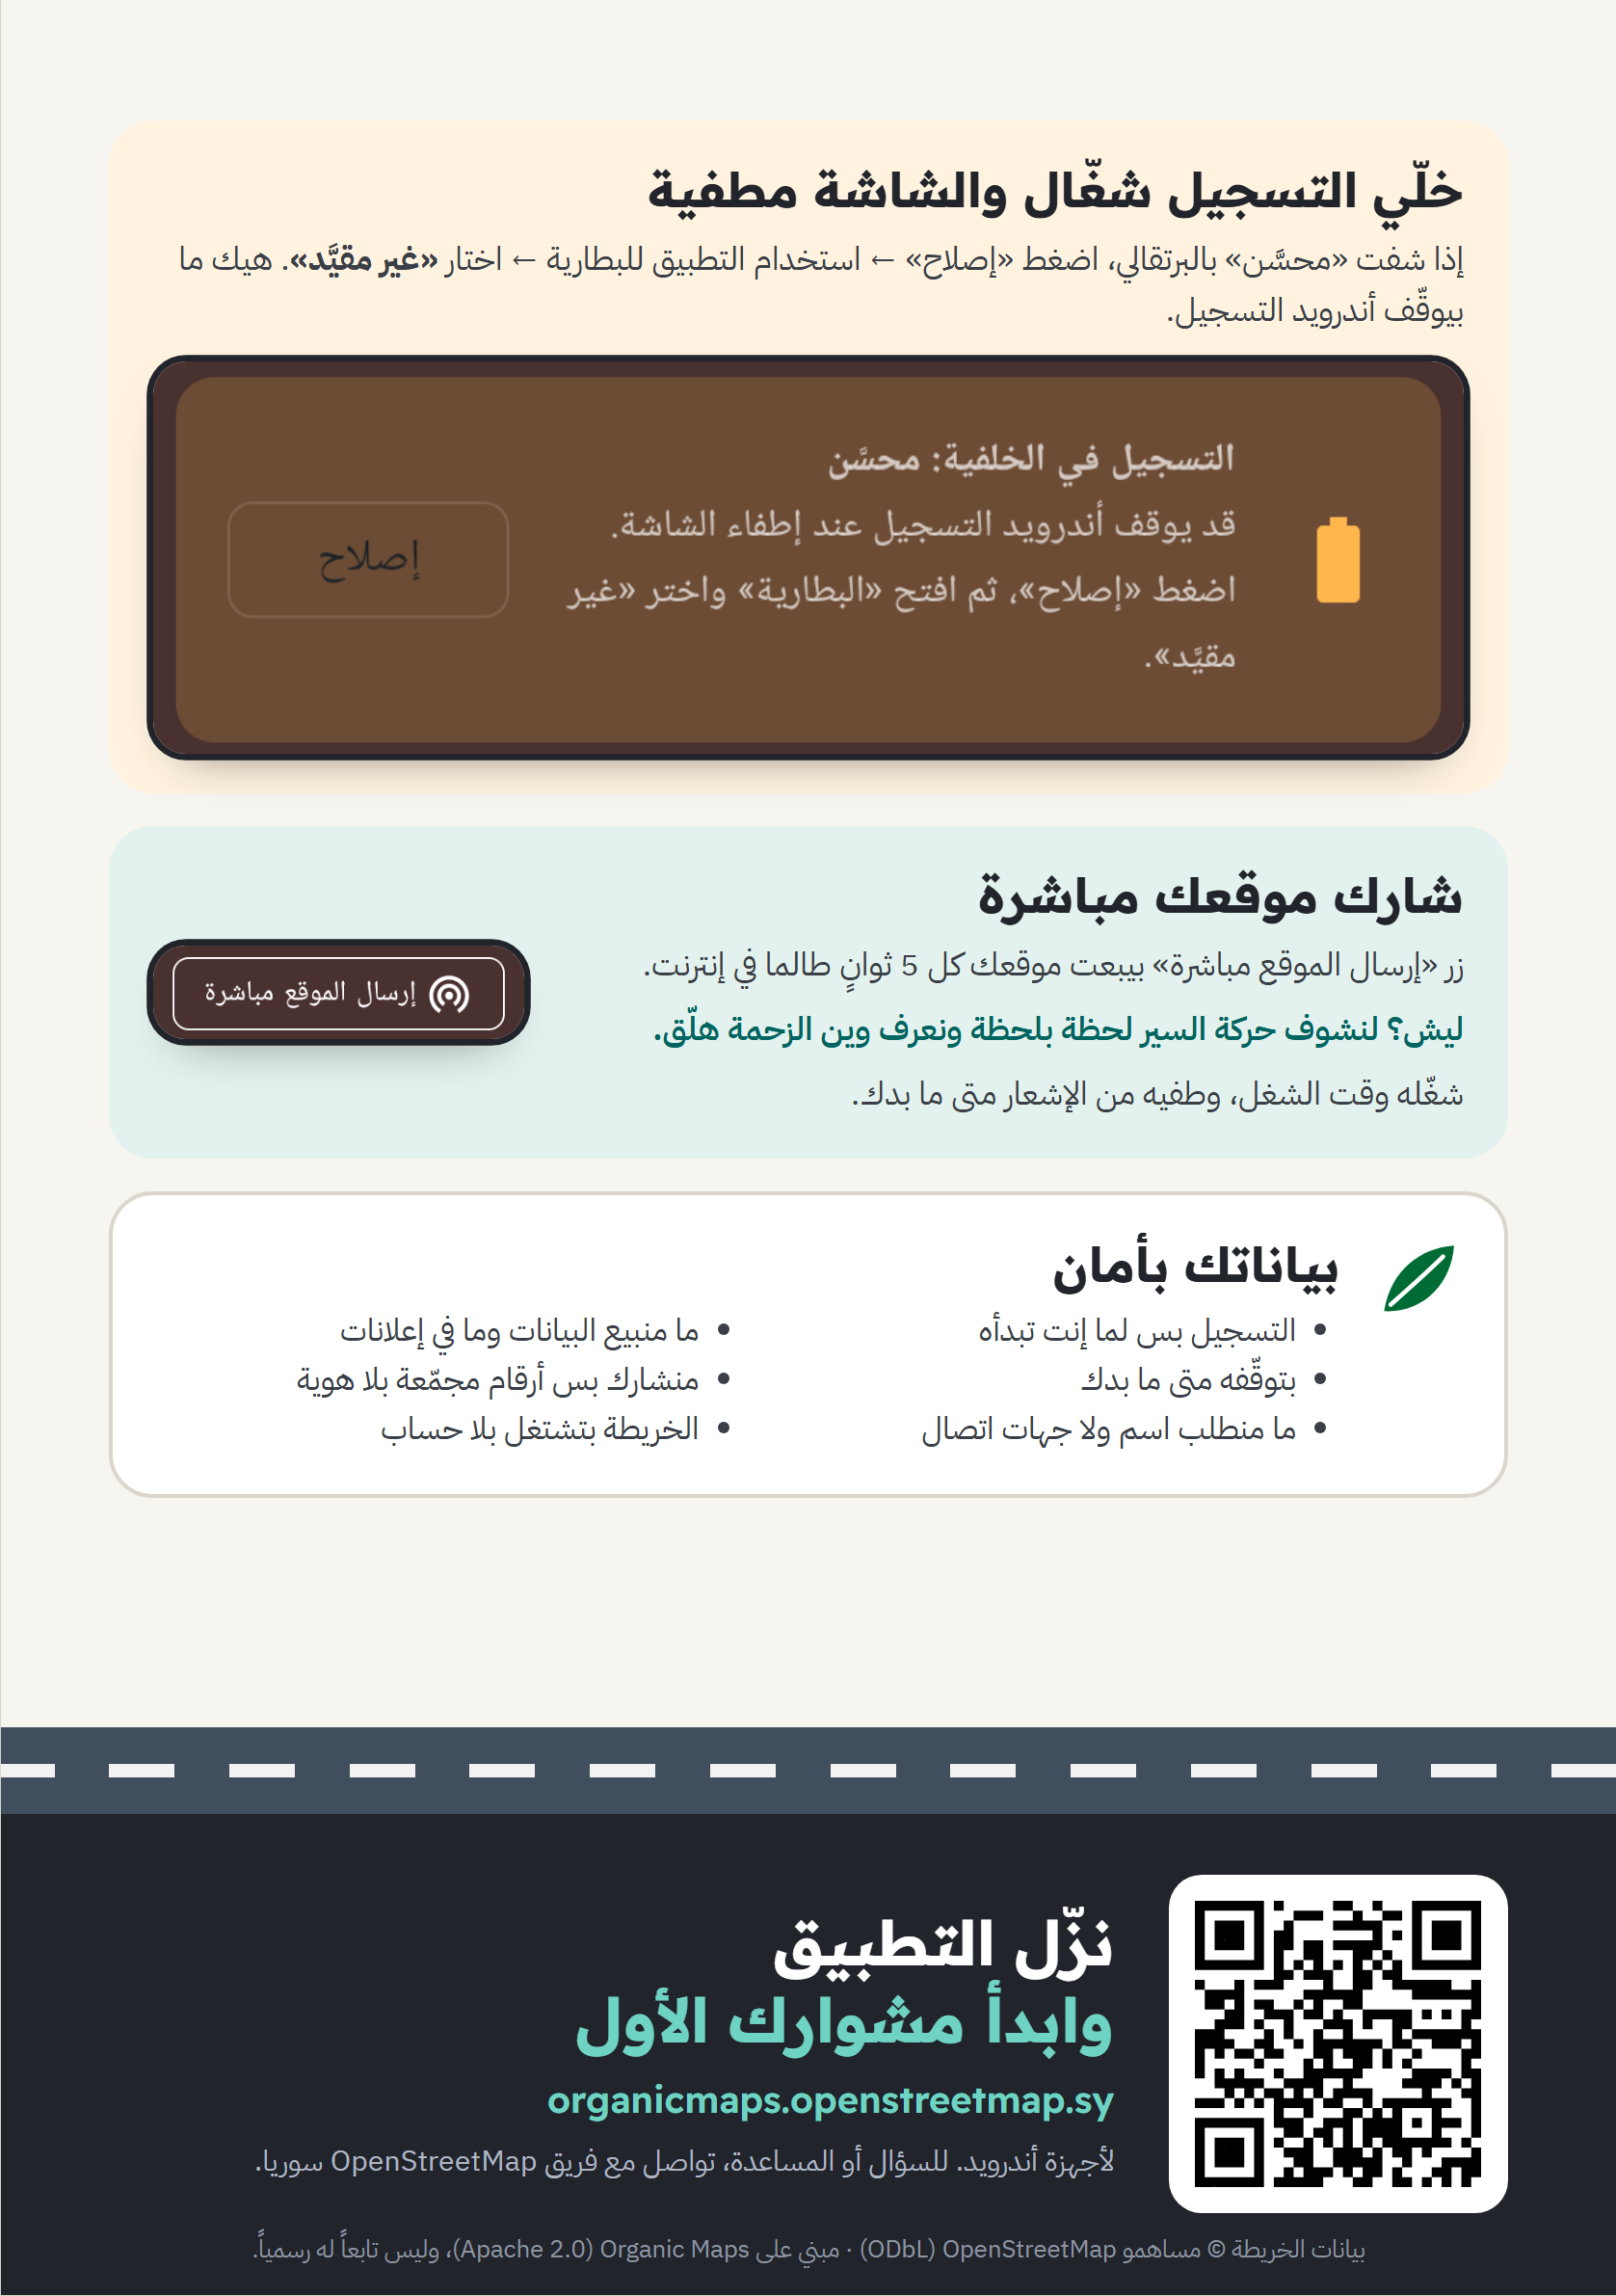 خلّي التسجيل شغّال والشاشة مطفية
إذا شفت «محسَّن» بالبرتقالي، اضغط «إصلاح» ← استخدام التطبيق للبطارية ← اختار «غير مقيَّد». هيك ما
بيوقّف أندرويد التسجيل.
التسجيل في الخلفية: محسَّن
قد يوقف أندرويد التسجيل عند إطفاء الشاشة.
اضغط «إصلاح»، ثم افتح «البطارية» واختر «غير
مقيَّد».
إصلاح
شارك موقعك مباشرة
زر «إرسال الموقع مباشرة» بيبعت موقعك كل 5 ثوانٍ طالما في إنترنت.
ليش؟ لنشوف حركة السير لحظة بلحظة ونعرف وين الزحمة هلّق.
شغّله وقت الشغل، وطفيه من الإشعار متى ما بدك.
إرسال الموقع مباشرة
بياناتك بأمان
• التسجيل بس لما إنت تبدأه
• بتوقّفه متى ما بدك
• ما منطلب اسم ولا جهات اتصال
• ما منبيع البيانات وما في إعلانات
• منشارك بس أرقام مجمّعة بلا هوية
• الخريطة بتشتغل بلا حساب
نزّل التطبيق
وابدأ مشوارك الأول
organicmaps.openstreetmap.sy
لأجهزة أندرويد. للسؤال أو المساعدة، تواصل مع فريق OpenStreetMap سوريا.
بيانات الخريطة © مساهمو OpenStreetMap (ODbL) · مبني على Organic Maps (Apache 2.0)، وليس تابعاً له رسمياً.